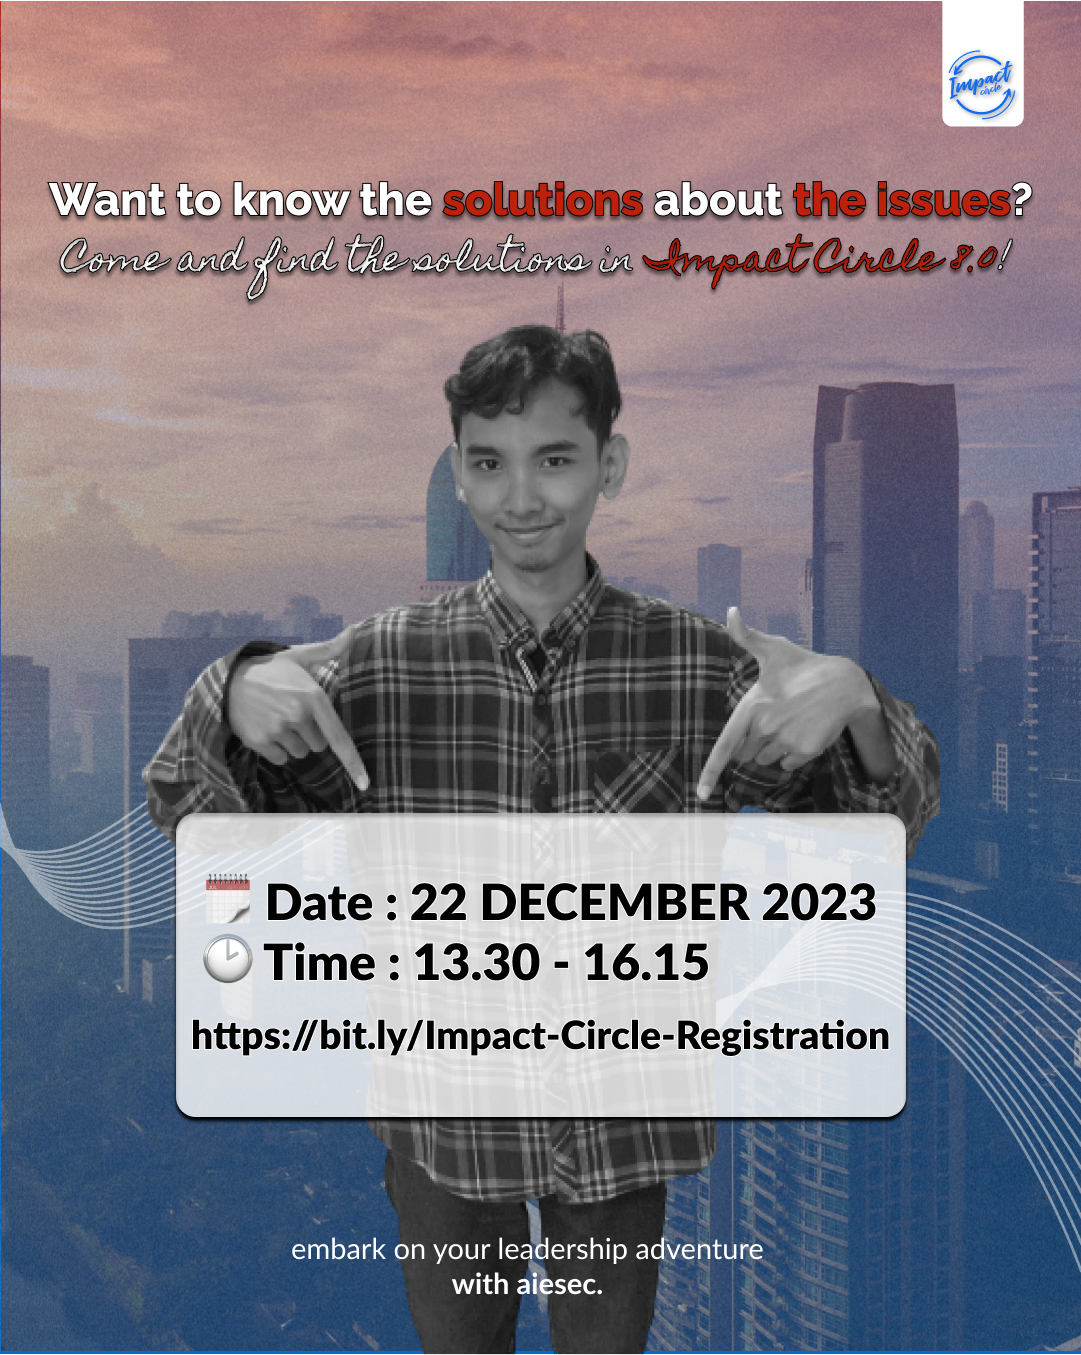 Impact
circle
Want to know the solutions about the issues?
Come and find the solutions in Impact Circle 8.0!
Date : 22 DECEMBER 2023
Time : 13.30 - 16.15
https://bit.ly/Impact-Circle-Registration
embark on your leadership adventure
with aiesec.